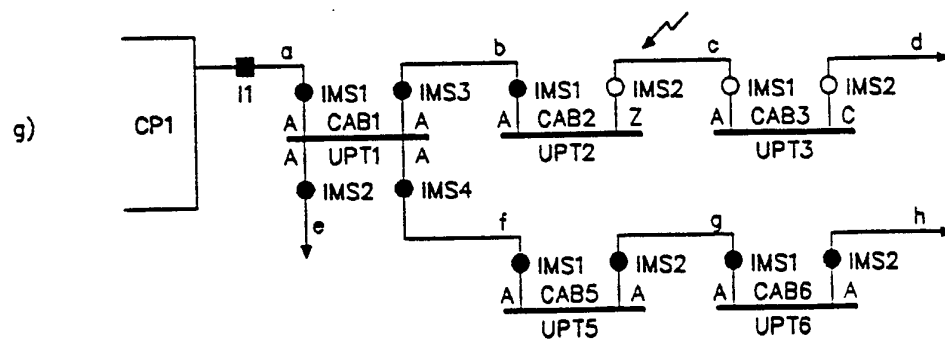 g)
CP1
I1
a
b
c
d
IMS1
IMS3
IMS1
IMS2
IMS1
IMS2
A CAB1 A
A CAB2 Z
A CAB3 C
A UPT1 A
UPT2
UPT3
IMS2
IMS4
e
f
g
h
IMS1
IMS2
IMS1
IMS2
A CAB5 A
A CAB6 A
UPT5
UPT6